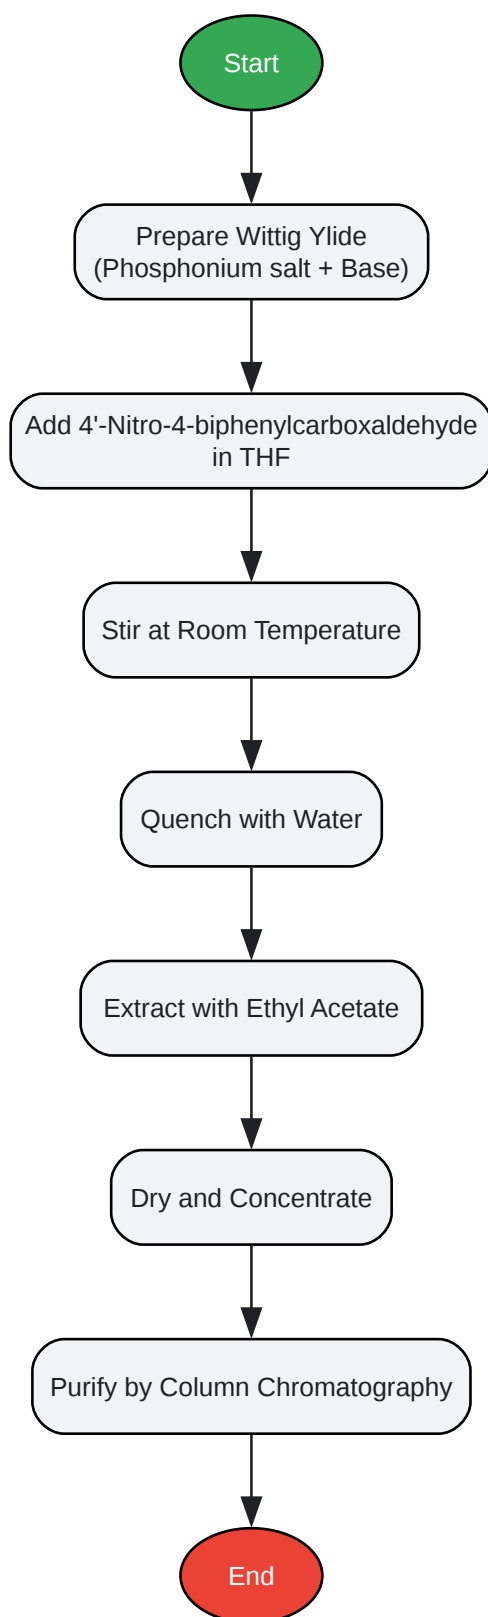 Start
Prepare Wittig Ylide
(Phosphonium salt + Base)
Add 4'-Nitro-4-biphenylcarboxaldehyde
in THF
Stir at Room Temperature
Quench with Water
Extract with Ethyl Acetate
Dry and Concentrate
Purify by Column Chromatography
End